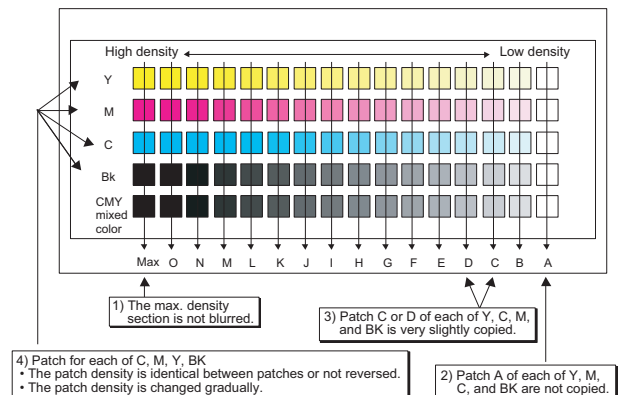 High density Low density
Y
M
C
Bk
CMY
mixed
color
Max O N M L K J I H G F E D C B A
1) The max. density
section is not blurred.
3) Patch C or D of each of Y, C, M,
and BK is very slightly copied.
4) Patch for each of C, M, Y, BK
• The patch density is identical between patches or not reversed.
• The patch density is changed gradually.
2) Patch A of each of Y, M,
C, and BK are not copied.